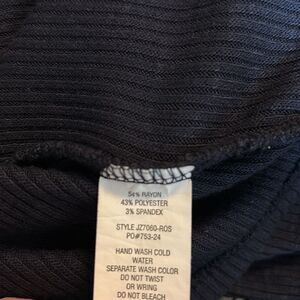 54% RAYON
43% POLYESTER
3% SPANDEX
STYLE JZ7060-ROS
PO#753-24
HAND WASH COLD
WATER
SEPARATE WASH COLOR
DO NOT TWIST
OR WRING
DO NOT BLEACH